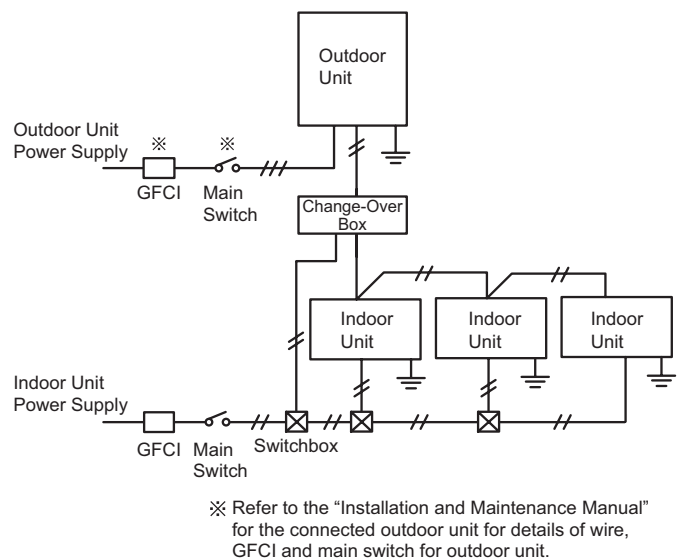 Outdoor
Unit
Outdoor Unit
Power Supply
※
※
GFCI
Main
Switch
Change-Over
Box
Indoor
Unit
Indoor
Unit
Indoor
Unit
Indoor Unit
Power Supply
GFCI
Main
Switch
Switchbox
※ Refer to the “Installation and Maintenance Manual”
for the connected outdoor unit for details of wire,
GFCI and main switch for outdoor unit.